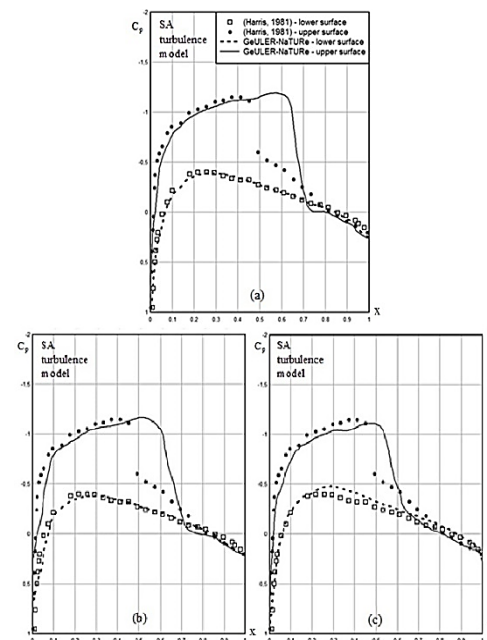 Cp
SA
turbulence
model
(Harris, 1981) - lower surface
(Harris, 1981) - upper surface
GeULER-NaTURe - lower surface
GeULER-NaTURe - upper surface
-2
-1.5
-1
-0.5
0
0.5
1
0 0.1 0.2 0.3 0.4 0.5 0.6 0.7 0.8 0.9 1
X
(a)
Cp
SA
turbulence
model
-2
-1.5
-1
-0.5
0
0.5
(b)
X
Cp
SA
turbulence
model
-2
-1.5
-1
-0.5
0
0.5
(c)